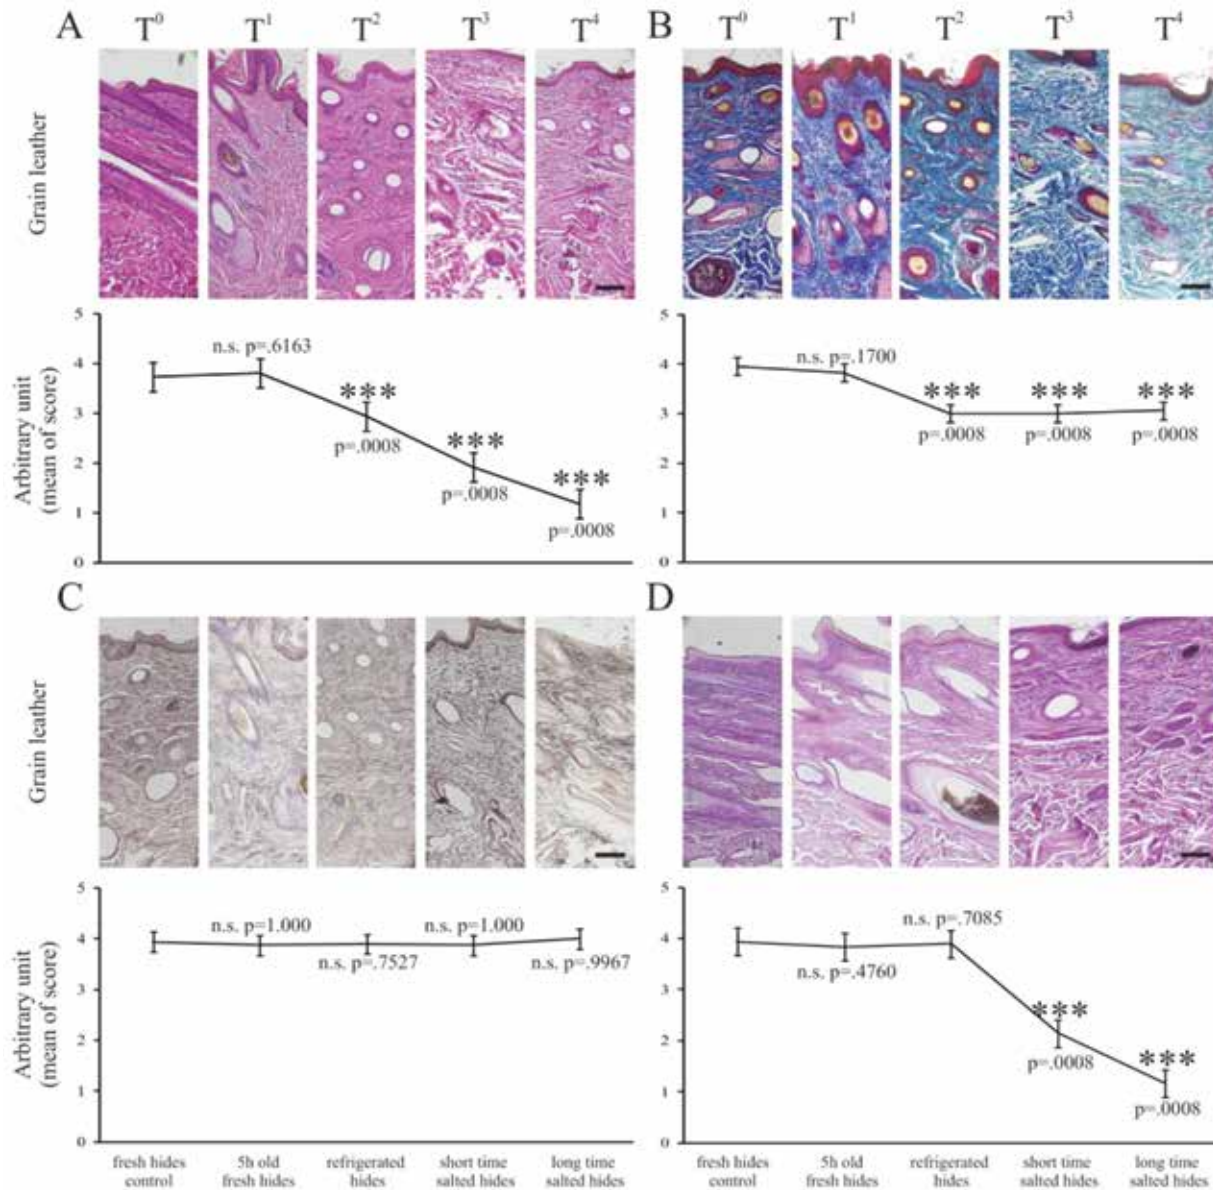 A T⁰ T¹ T² T³ T⁴
B T⁰ T¹ T² T³ T⁴
Grain leather
5
4
3
2
1
0
Arbitrary unit
(mean of score)
n.s. p=.6163
***
p=.0008
***
p=.0008
***
p=.0008
5
4
3
2
1
0
n.s. p=.1700
*** *** ***
p=.0008 p=.0008 p=.0008
C
D
Grain leather
5
4
3
2
1
0
Arbitrary unit
(mean of score)
n.s. p=1.000 n.s. p=1.000
n.s. p=.7527 n.s. p=.9967
5
4
3
2
1
0
n.s. p=.7085
n.s. p=.4760
***
p=.0008
***
p=.0008
fresh hides
control
5h old
fresh hides
refrigerated
hides
short time
salted hides
long time
salted hides
fresh hides
control
5h old
fresh hides
refrigerated
hides
short time
salted hides
long time
salted hides